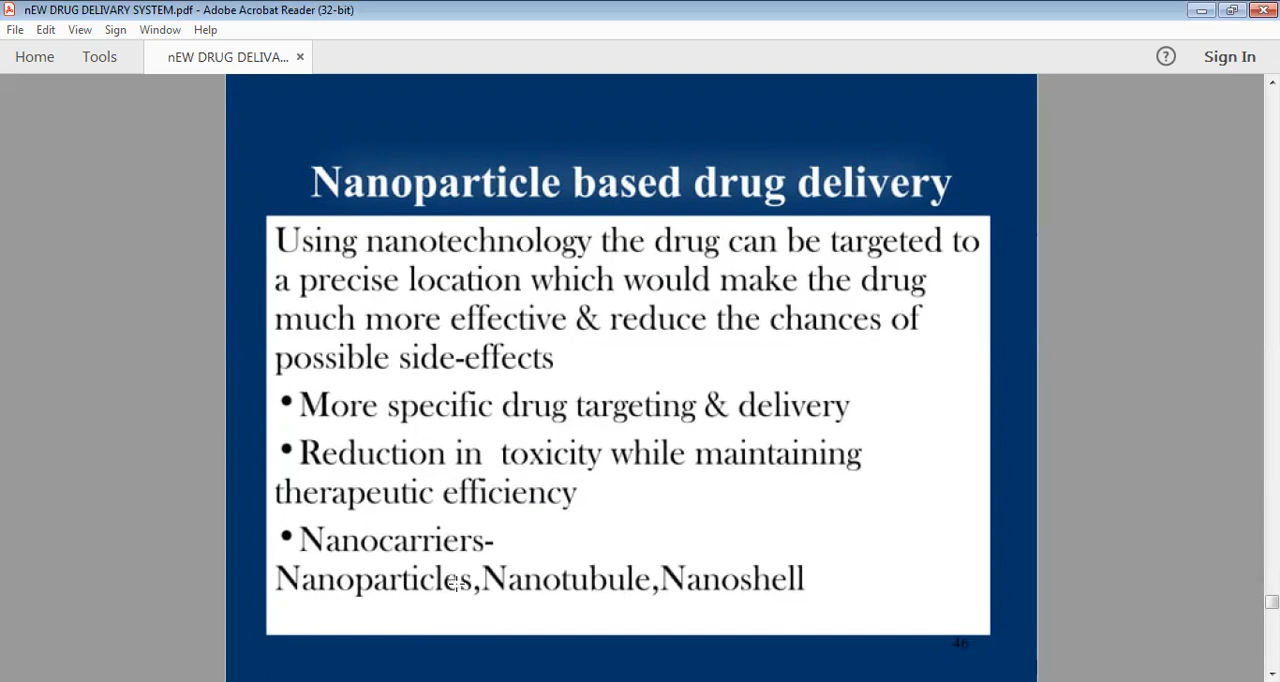 nEW DRUG DELIVARY SYSTEM.pdf - Adobe Acrobat Reader (32-bit)
File Edit View Sign Window Help
Home Tools nEW DRUG DELIVA... × ? Sign In
Nanoparticle based drug delivery
Using nanotechnology the drug can be targeted to
a precise location which would make the drug
much more effective & reduce the chances of
possible side-effects
•More specific drug targeting & delivery
•Reduction in toxicity while maintaining
therapeutic efficiency
•Nanocarriers-
Nanoparticles,Nanotubule,Nanoshell
46